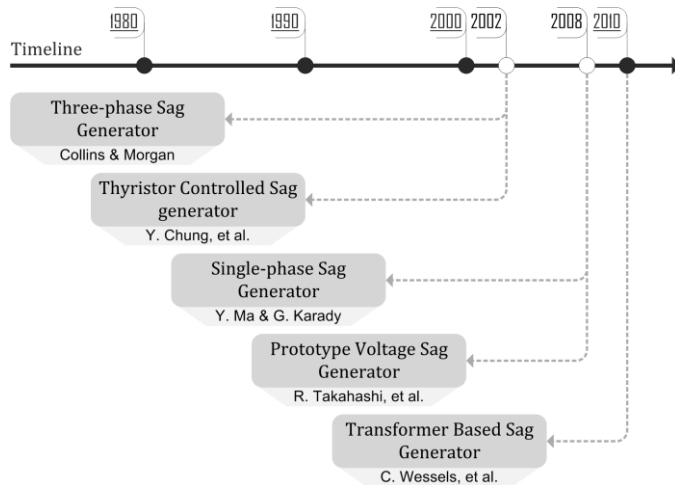 1980
1990
2000
2002
2008
2010
Timeline
Three-phase Sag
Generator
Collins & Morgan
Thyristor Controlled Sag
generator
Y. Chung, et al.
Single-phase Sag
Generator
Y. Ma & G. Karady
Prototype Voltage Sag
Generator
R. Takahashi, et al.
Transformer Based Sag
Generator
C. Wessels, et al.